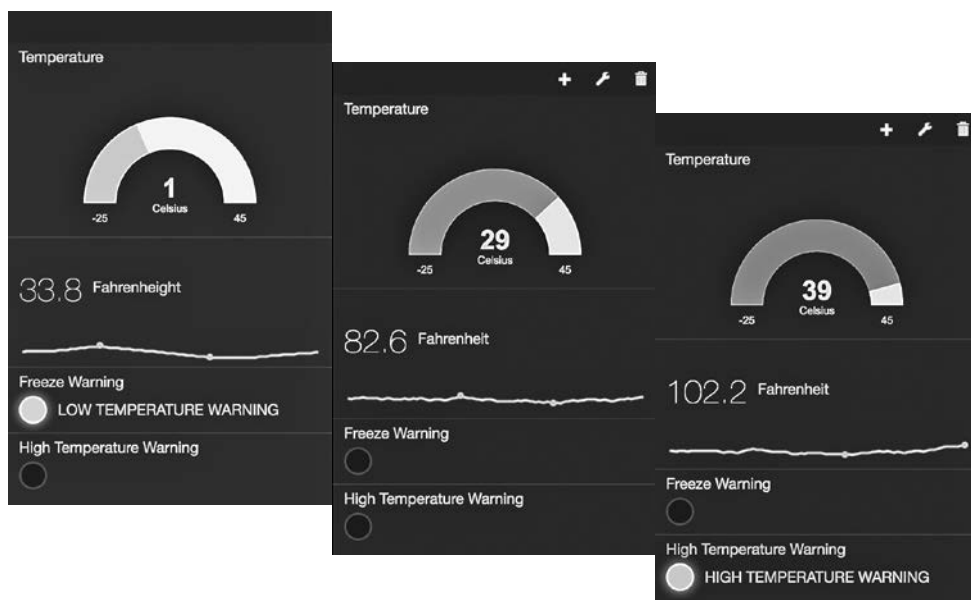 Temperature
1
Celsius
-25
45
33.8 Fahrenheight
Freeze Warning
LOW TEMPERATURE WARNING
High Temperature Warning
Temperature
29
Celsius
-25
45
82.6 Fahrenheit
Freeze Warning
High Temperature Warning
Temperature
39
Celsius
-25
45
102.2 Fahrenheit
Freeze Warning
High Temperature Warning
HIGH TEMPERATURE WARNING